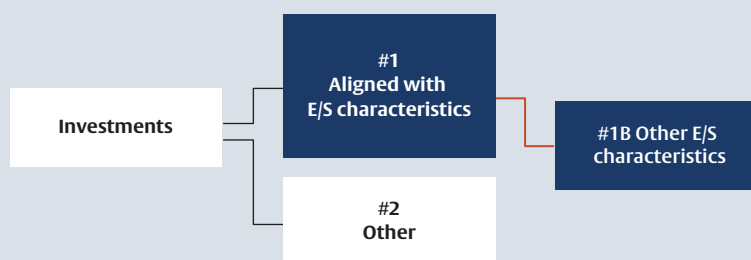 Investments
#1
Aligned with
E/S characteristics
#1B Other E/S
characteristics
#2
Other